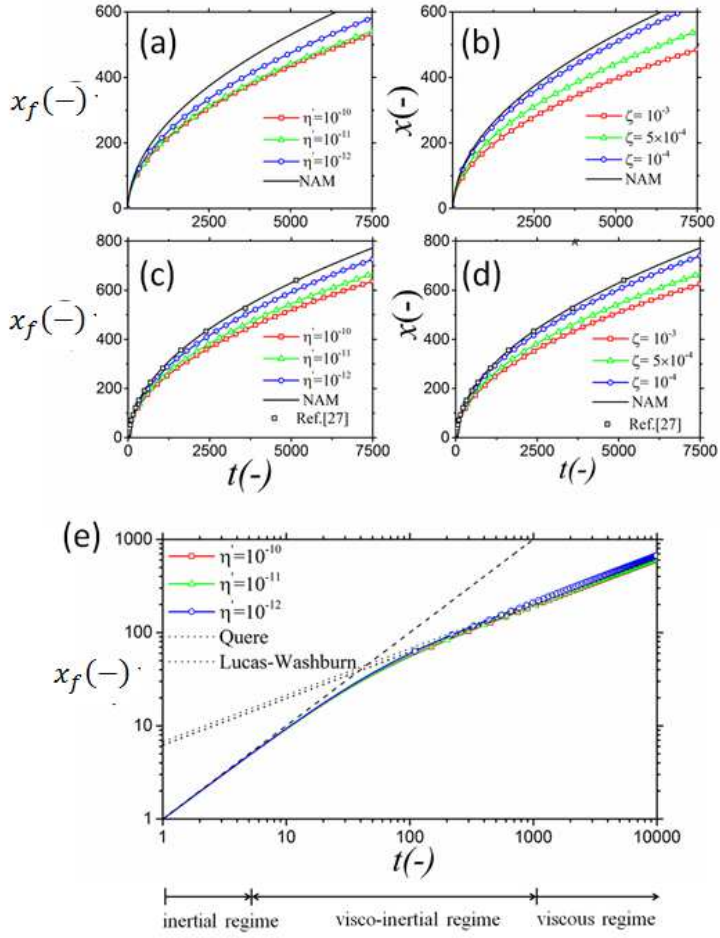 (a)
600
400
200
0
x_f(−)
η=10⁻¹⁰
η=10⁻¹¹
η=10⁻¹²
NAM
0 2500 5000 7500
(b)
600
400
200
0
x(−)
ζ= 10⁻³
ζ= 5×10⁻⁴
ζ= 10⁻⁴
NAM
0 2500 5000 7500
(c)
800
600
400
200
0
x_f(−)
η=10⁻¹⁰
η=10⁻¹¹
η=10⁻¹²
NAM
Ref.[27]
0 2500 5000 7500
t(-)
(d)
800
600
400
200
0
x(−)
ζ= 10⁻³
ζ= 5×10⁻⁴
ζ= 10⁻⁴
NAM
Ref.[27]
0 2500 5000 7500
t(-)
(e)
1000
100
10
1
x_f(−)
η=10⁻¹⁰
η=10⁻¹¹
η=10⁻¹²
Quere
Lucas-Washburn
1 10 100 1000 10000
t(-)
inertial regime visco-inertial regime viscous regime